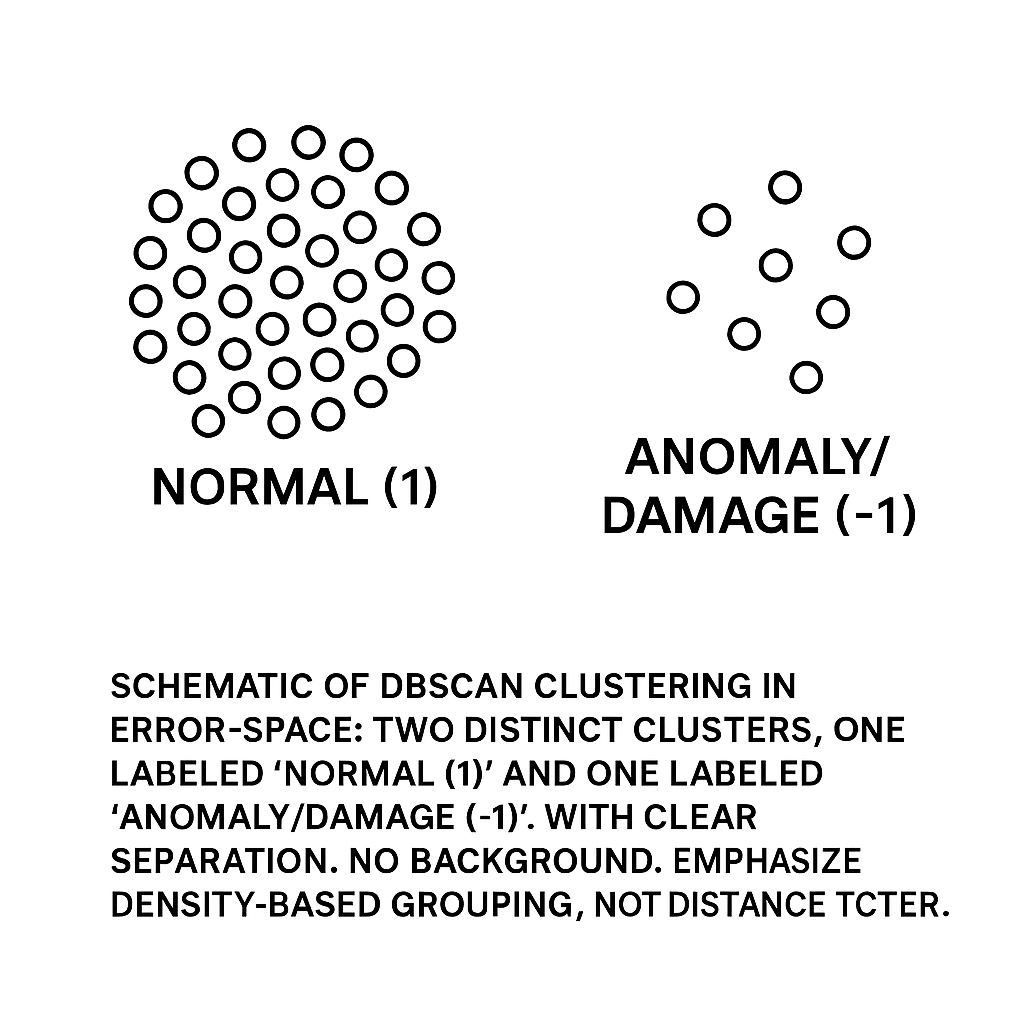 NORMAL (1)
ANOMALY/
DAMAGE (-1)
SCHEMATIC OF DBSCAN CLUSTERING IN
ERROR-SPACE: TWO DISTINCT CLUSTERS, ONE
LABELED ‘NORMAL (1)’ AND ONE LABELED
‘ANOMALY/DAMAGE (-1)’. WITH CLEAR
SEPARATION. NO BACKGROUND. EMPHASIZE
DENSITY-BASED GROUPING, NOT DISTANCE TCTER.